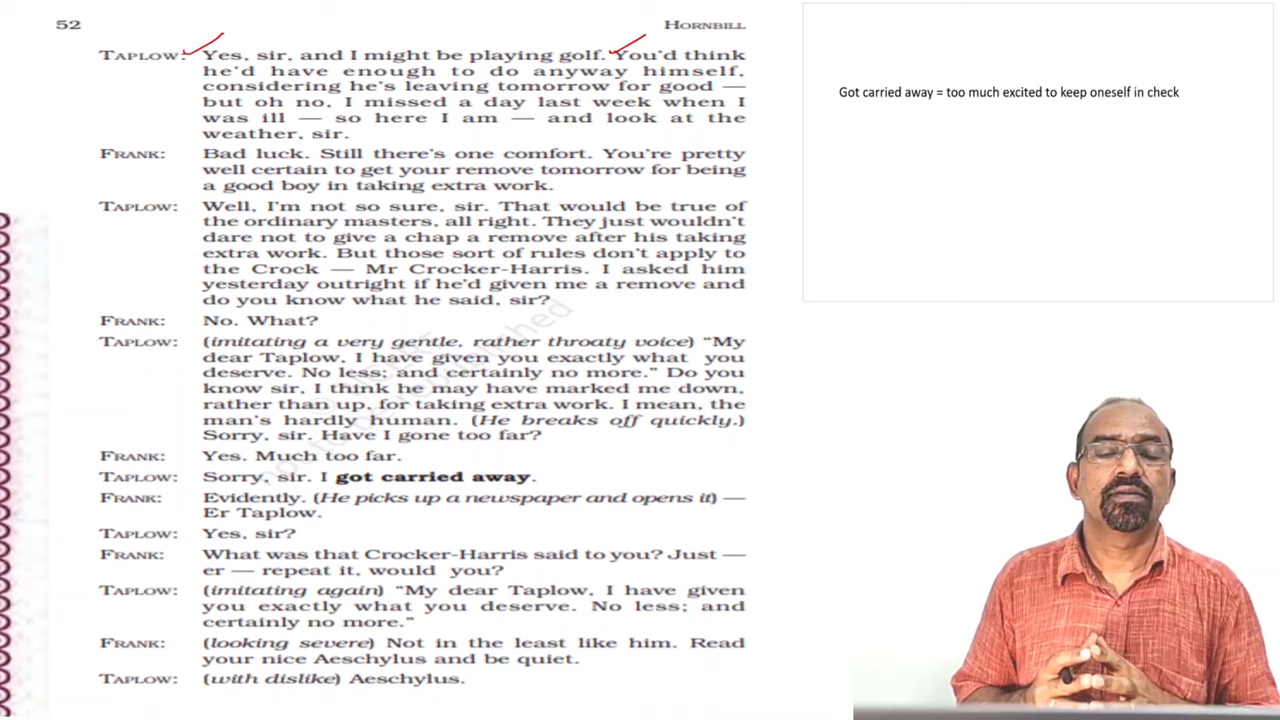 52 HORNBILL
TAPLOW: Yes, sir, and I might be playing golf. You'd think
he'd have enough to do anyway himself,
considering he's leaving tomorrow for good —
but oh no, I missed a day last week when I
was ill — so here I am — and look at the
weather, sir.
FRANK: Bad luck. Still there's one comfort. You're pretty
well certain to get your remove tomorrow for being
a good boy in taking extra work.
TAPLOW: Well, I'm not so sure, sir. That would be true of
the ordinary masters, all right. They just wouldn't
dare not to give a chap a remove after his taking
extra work. But those sort of rules don't apply to
the Crock — Mr Crocker-Harris. I asked him
yesterday outright if he'd given me a remove and
do you know what he said, sir?
FRANK: No. What?
TAPLOW: (imitating a very gentle, rather throaty voice) “My
dear Taplow, I have given you exactly what you
deserve. No less; and certainly no more.” Do you
know sir, I think he may have marked me down,
rather than up, for taking extra work. I mean, the
man's hardly human. (He breaks off quickly.)
Sorry, sir. Have I gone too far?
FRANK: Yes. Much too far.
TAPLOW: Sorry, sir. I got carried away.
FRANK: Evidently. (He picks up a newspaper and opens it) —
Er Taplow.
TAPLOW: Yes, sir?
FRANK: What was that Crocker-Harris said to you? Just —
er — repeat it, would you?
TAPLOW: (imitating again) “My dear Taplow, I have given
you exactly what you deserve. No less; and
certainly no more.”
FRANK: (looking severe) Not in the least like him. Read
your nice Aeschylus and be quiet.
TAPLOW: (with dislike) Aeschylus.
Got carried away = too much excited to keep oneself in check